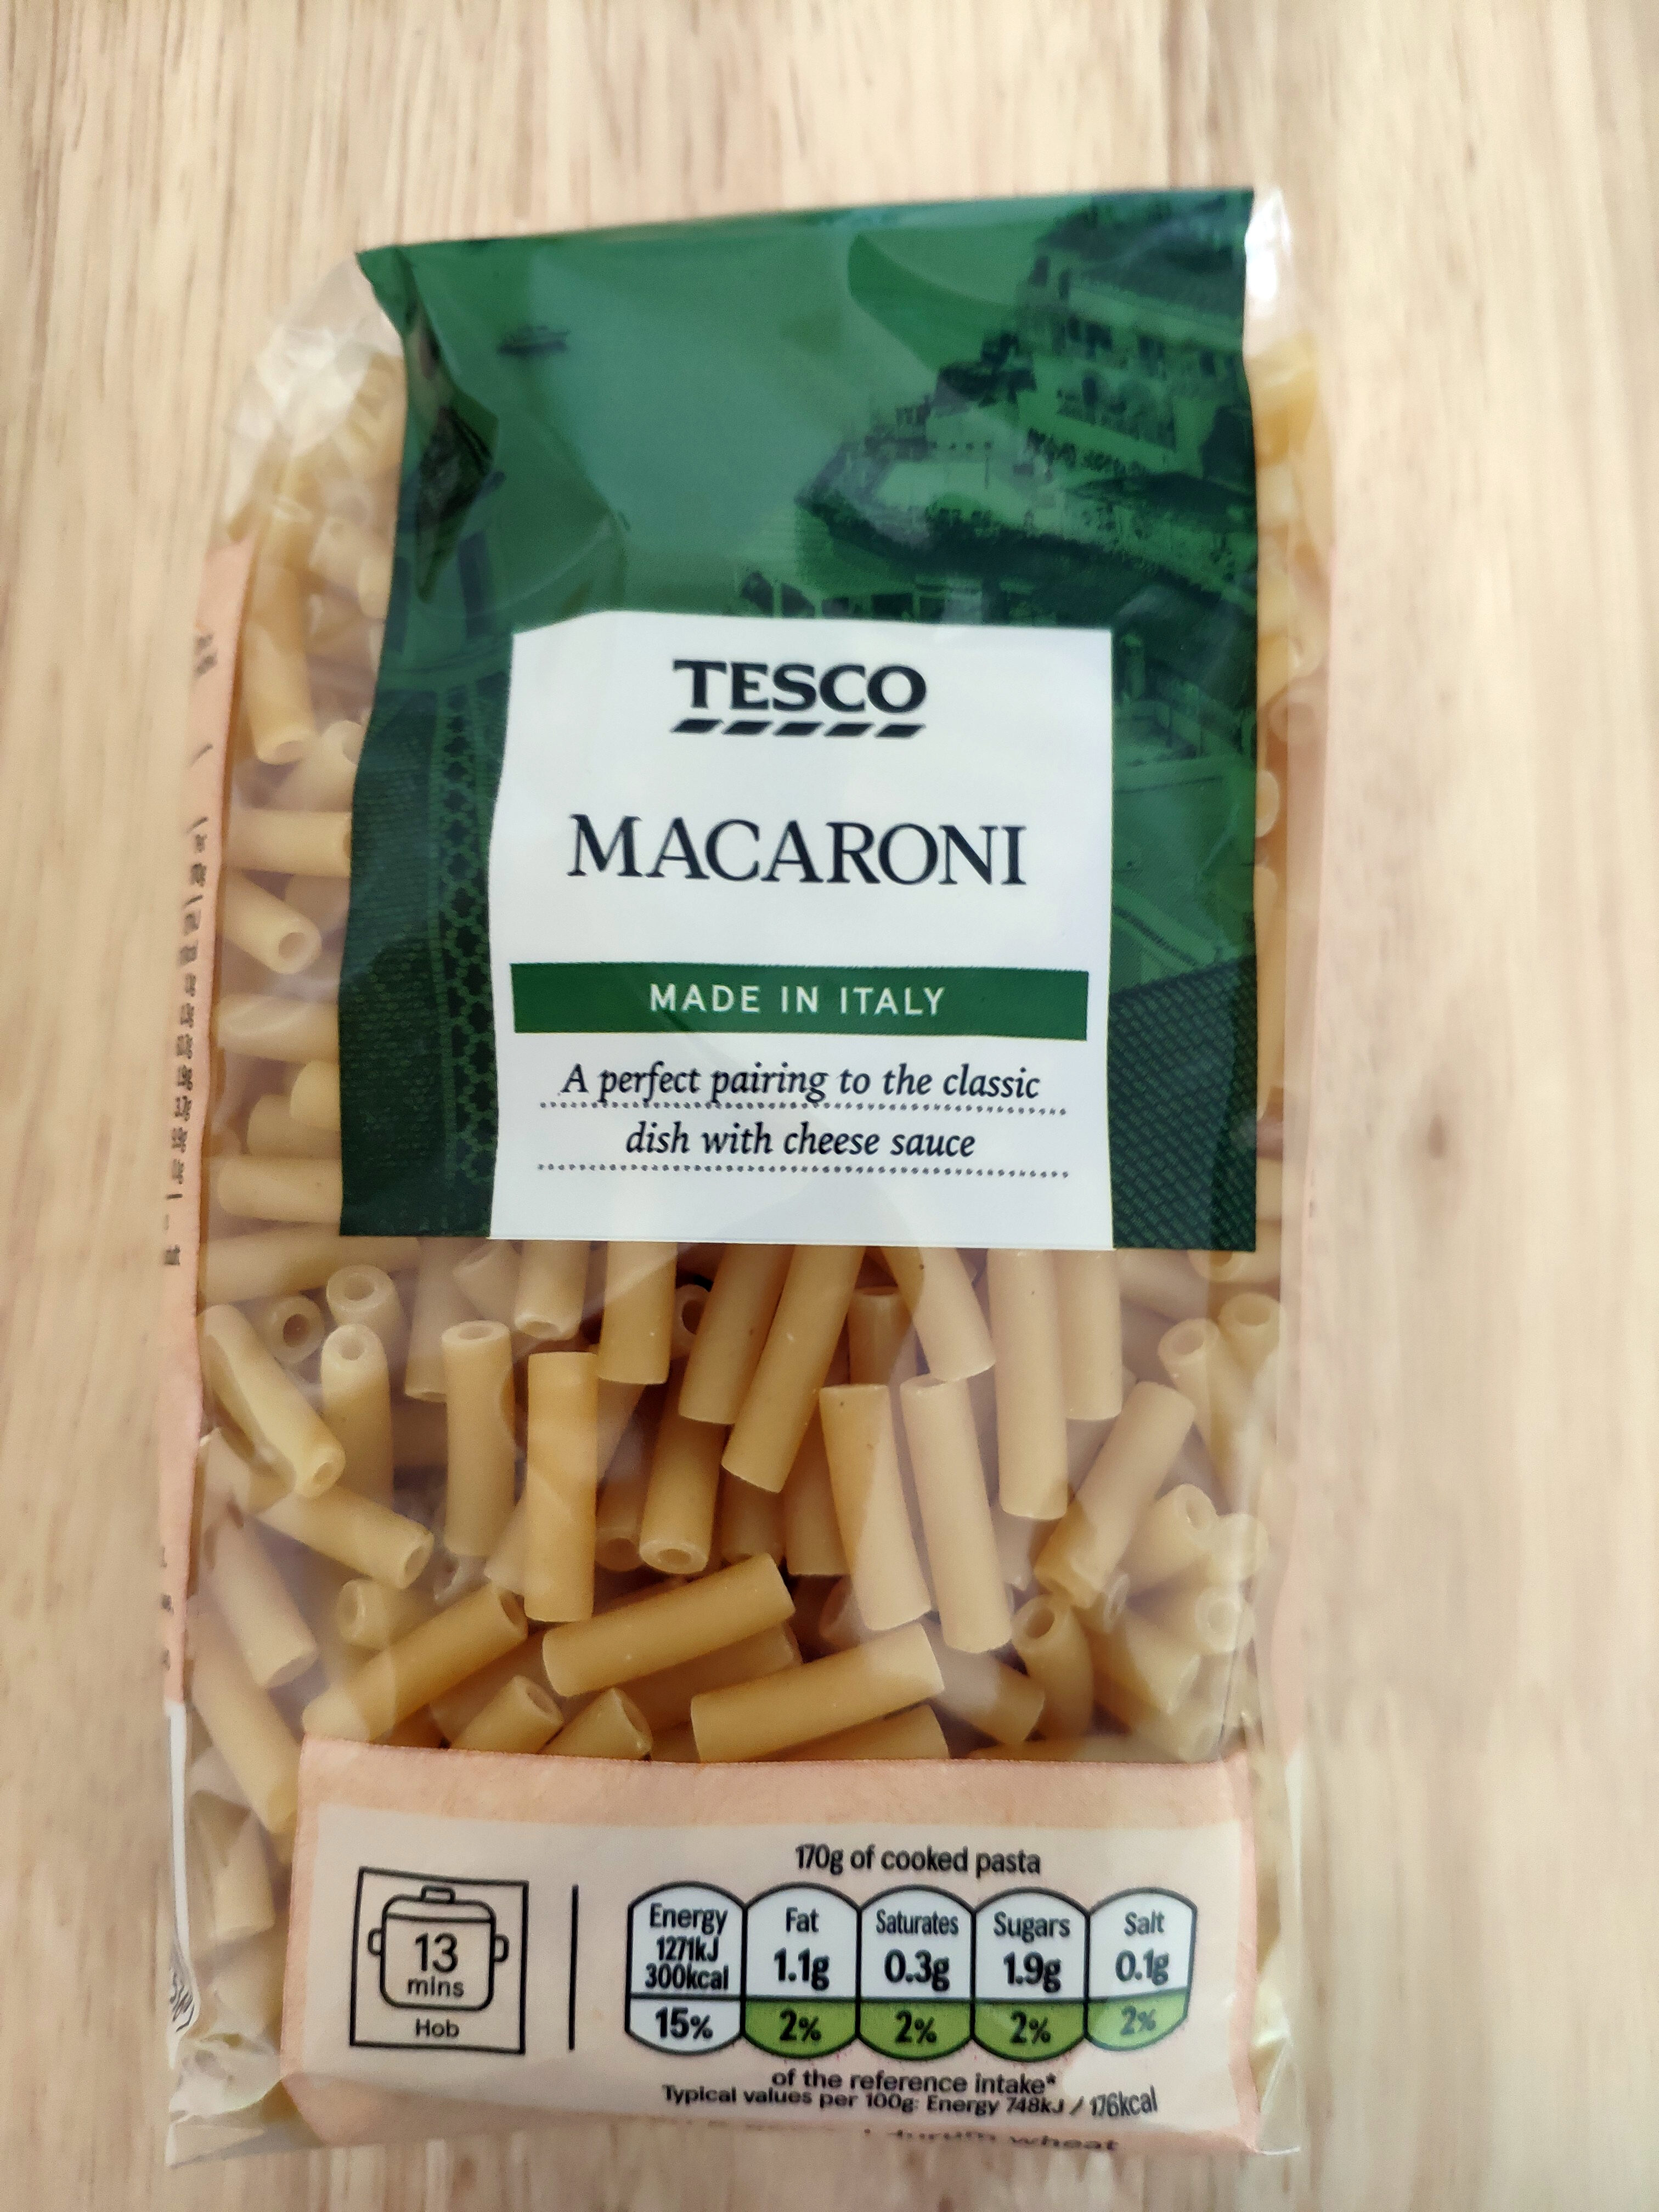 TESCO
MACARONI
MADE IN ITALY
A perfect pairing to the classic
dish with cheese sauce
13
mins
Hob
170g of cooked pasta
Energy
1271kJ
300kcal
15%
Fat
1.1g
2%
Saturates
0.3g
2%
Sugars
1.9g
2%
Salt
0.1g
2%
of the reference intake*
Typical values per 100g: Energy 748kJ / 176kcal
durum wheat